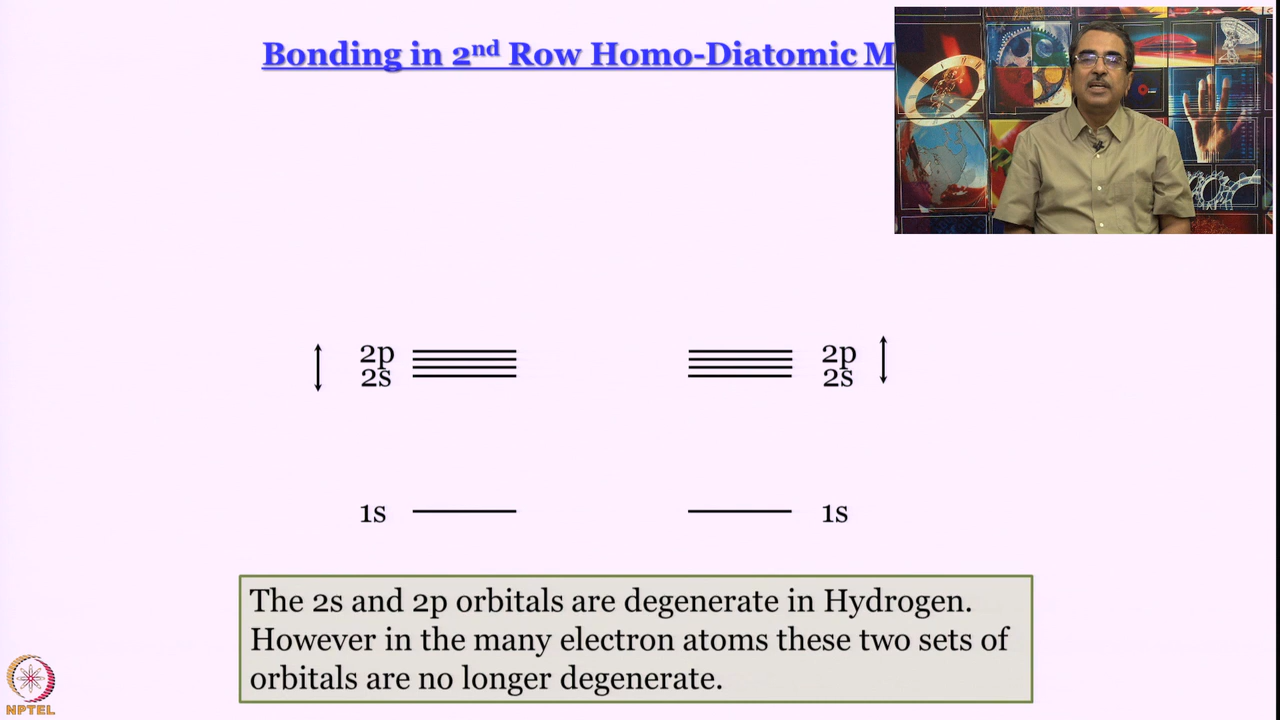 Bonding in 2nd Row Homo-Diatomic M
2p 2p
2s 2s
1s 1s
The 2s and 2p orbitals are degenerate in Hydrogen.
However in the many electron atoms these two sets of
orbitals are no longer degenerate.
NPTEL